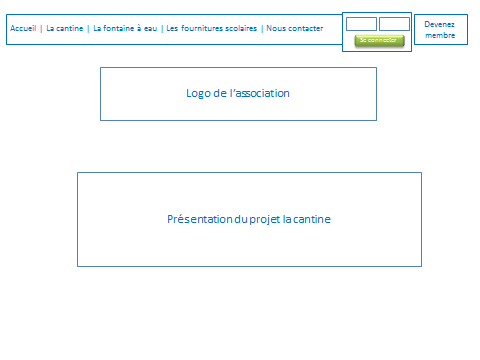 Accueil | La cantine | La fontaine à eau | Les fournitures scolaires | Nous contacter
Se connecter
Devenez
membre
Logo de l'association
Présentation du projet la cantine